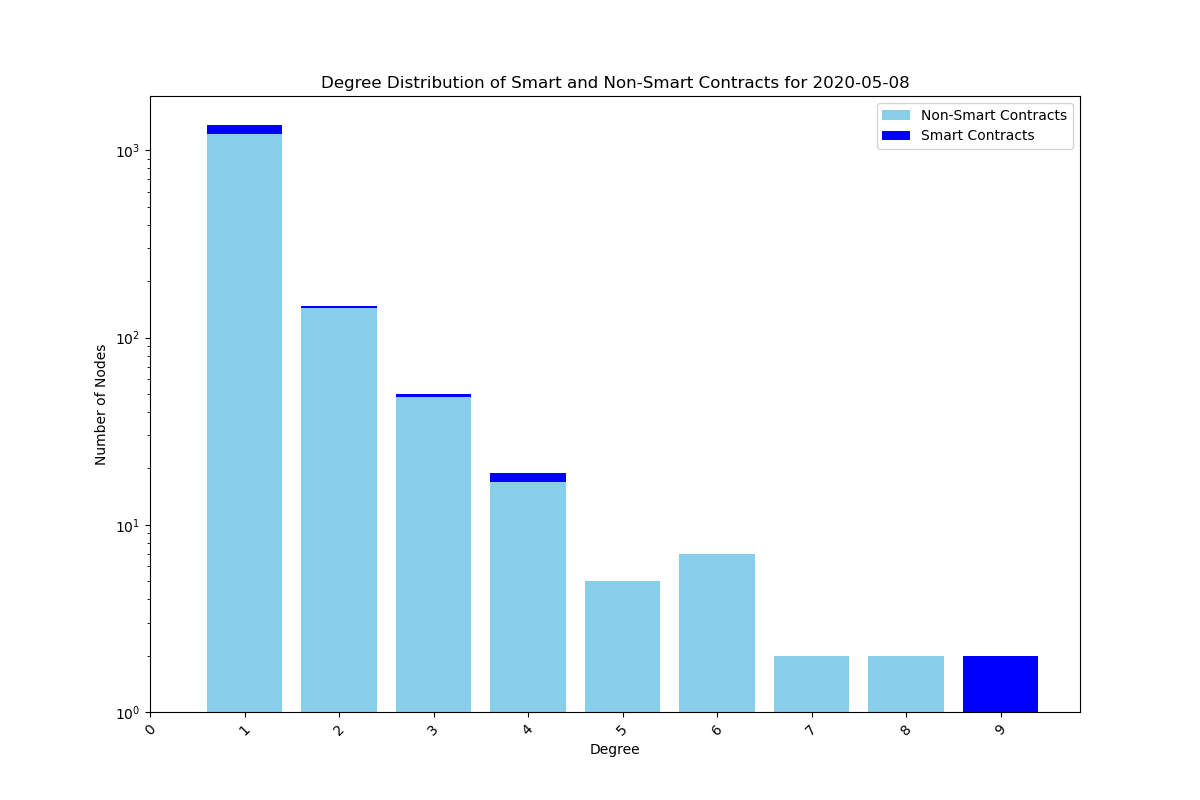 Degree Distribution of Smart and Non-Smart Contracts for 2020-05-08
Non-Smart Contracts
Smart Contracts
Number of Nodes
10³
10²
10¹
10⁰
0 1 2 3 4 5 6 7 8 9
Degree